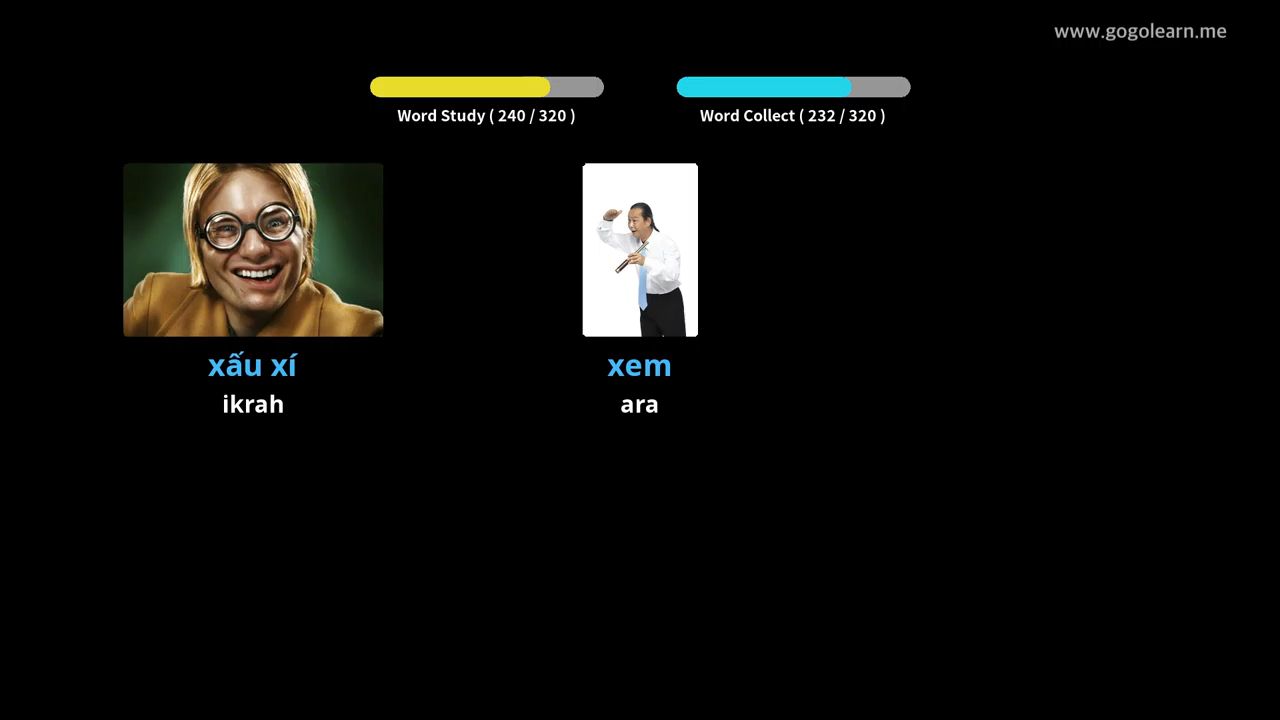 www.gogolearn.me
Word Study ( 240 / 320 )
Word Collect ( 232 / 320 )
xấu xí
ikrah
xem
ara